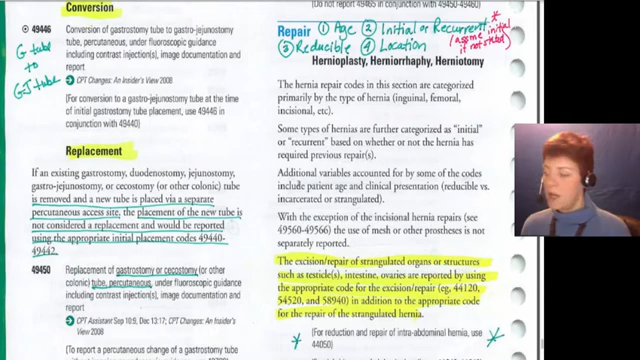 Conversion
49446 Conversion of gastrostomy tube to gastro-jejunostomy
tube, percutaneous, under fluoroscopic guidance
including contrast injection(s), image documentation and
report
CPT Changes: An Insider's View 2008
G tube
to
GJ tube
(For conversion to a gastro-jejunostomy tube at the time
of initial gastrostomy tube placement, use 49440 in
conjunction with 49446)
Replacement
If an existing gastrostomy, duodenostomy, jejunostomy,
gastro-jejunostomy, or cecostomy (or other colonic) tube
is removed and a new tube is placed via a separate
percutaneous access site, the placement of the new tube is
not considered a replacement and would be reported
using the appropriate initial placement codes 49440-
49442.
49450 Replacement of gastrostomy or cecostomy (or other
colonic) tube, percutaneous, under fluoroscopic guidance
including contrast injection(s), image documentation and
report
CPT Assistant Sep 10:9, Dec 13:17; CPT Changes: An Insider's
View 2008
(To report a percutaneous change of a gastrostomy tube
(Do not report 49465 in conjunction with 49450-49460)
Repair ① Age ② Initial or Recurrent *
(assume initial
if not stated)
③ Reducible ④ Location
Hernioplasty, Herniorrhaphy, Herniotomy
The hernia repair codes in this section are categorized
primarily by the type of hernia (inguinal, femoral,
incisional, etc).
Some types of hernias are further categorized as "initial"
or "recurrent" based on whether or not the hernia has
required previous repair(s).
Additional variables accounted for by some of the codes
include patient age and clinical presentation (reducible vs.
incarcerated or strangulated).
With the exception of the incisional hernia repairs (see
49560-49566) the use of mesh or other prostheses is not
separately reported.
The excision/repair of strangulated organs or structures
such as testicle(s), intestine, ovaries are reported by using
the appropriate code for the excision/repair (eg, 44120,
54520, and 58940) in addition to the appropriate code
for the repair of the strangulated hernia.
* (For reduction and repair of intra-abdominal hernia, use *
44050)